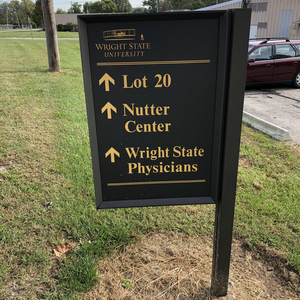 WRIGHT STATE
UNIVERSITY
Lot 20
Nutter
Center
Wright State
Physicians